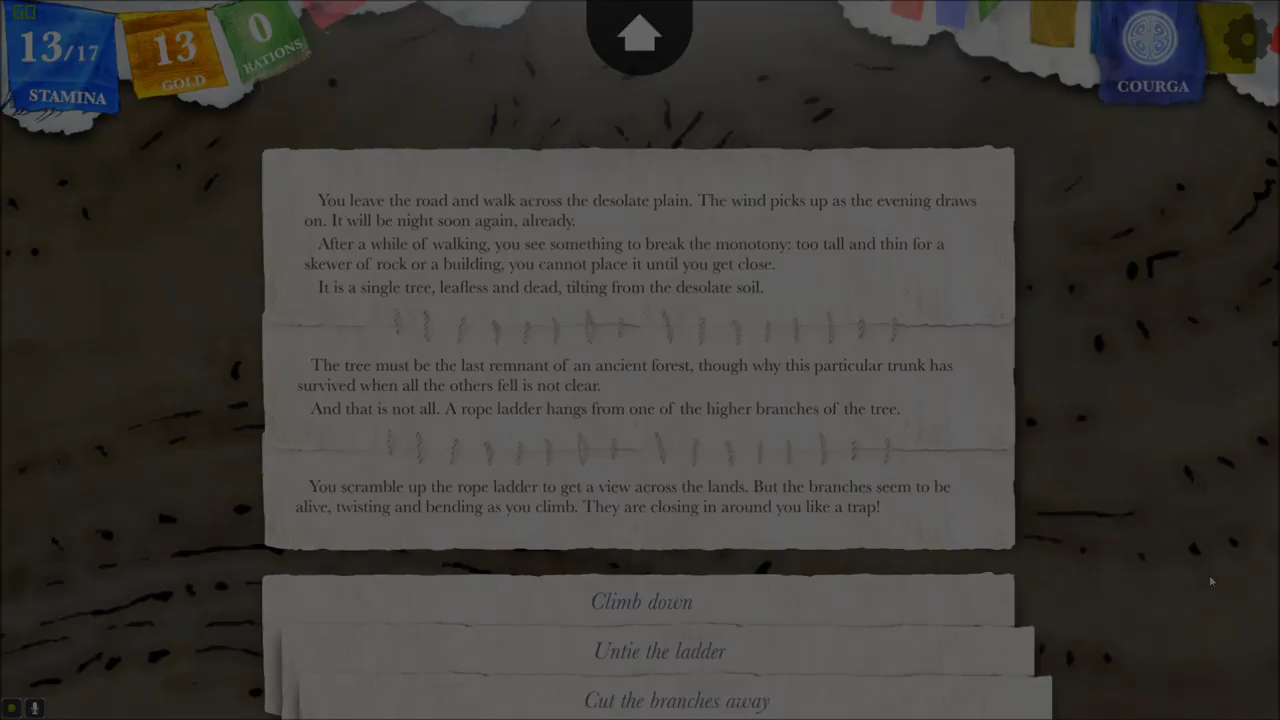 GO
13/17
STAMINA
13
GOLD
0
RATIONS
COURGA
You leave the road and walk across the desolate plain. The wind picks up as the evening draws
on. It will be night soon again, already.
After a while of walking, you see something to break the monotony: too tall and thin for a
skewer of rock or a building, you cannot place it until you get close.
It is a single tree, leafless and dead, tilting from the desolate soil.
The tree must be the last remnant of an ancient forest, though why this particular trunk has
survived when all the others fell is not clear.
And that is not all. A rope ladder hangs from one of the higher branches of the tree.
You scramble up the rope ladder to get a view across the lands. But the branches seem to be
alive, twisting and bending as you climb. They are closing in around you like a trap!
Climb down
Untie the ladder
Cut the branches away